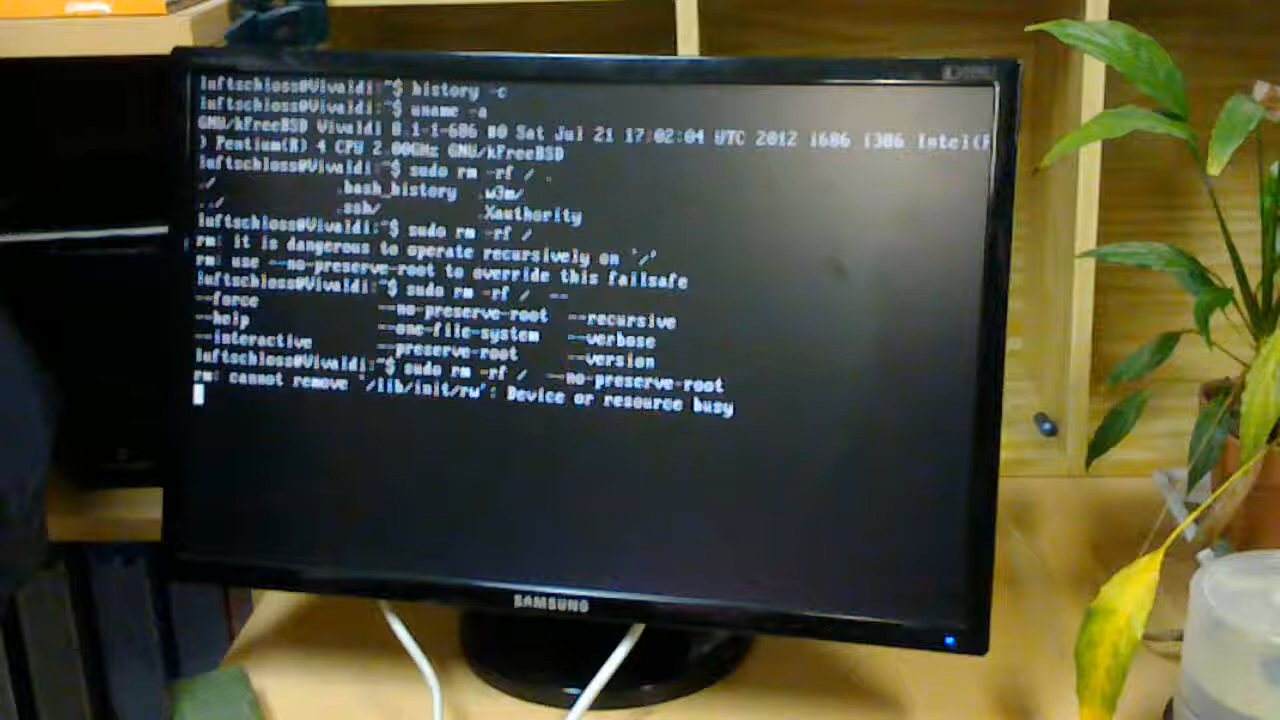 luftschloss@Vivaldi:~$ history -c
luftschloss@Vivaldi:~$ uname -a
GNU/kFreeBSD Vivaldi 8.1-1-686 #0 Sat Jul 21 17:02:04 UTC 2012 i686 i386 Intel(R
) Pentium(R) 4 CPU 2.00GHz GNU/kFreeBSD
luftschloss@Vivaldi:~$ sudo rm -rf / .
./ .bash_history .w3m/
../ .ssh/ .Xauthority
luftschloss@Vivaldi:~$ sudo rm -rf /
rm: it is dangerous to operate recursively on `/'
rm: use --no-preserve-root to override this failsafe
luftschloss@Vivaldi:~$ sudo rm -rf / --
--force --no-preserve-root --recursive
--help --one-file-system --verbose
--interactive --preserve-root --version
luftschloss@Vivaldi:~$ sudo rm -rf / --no-preserve-root
rm: cannot remove `/lib/init/rw': Device or resource busy
SAMSUNG